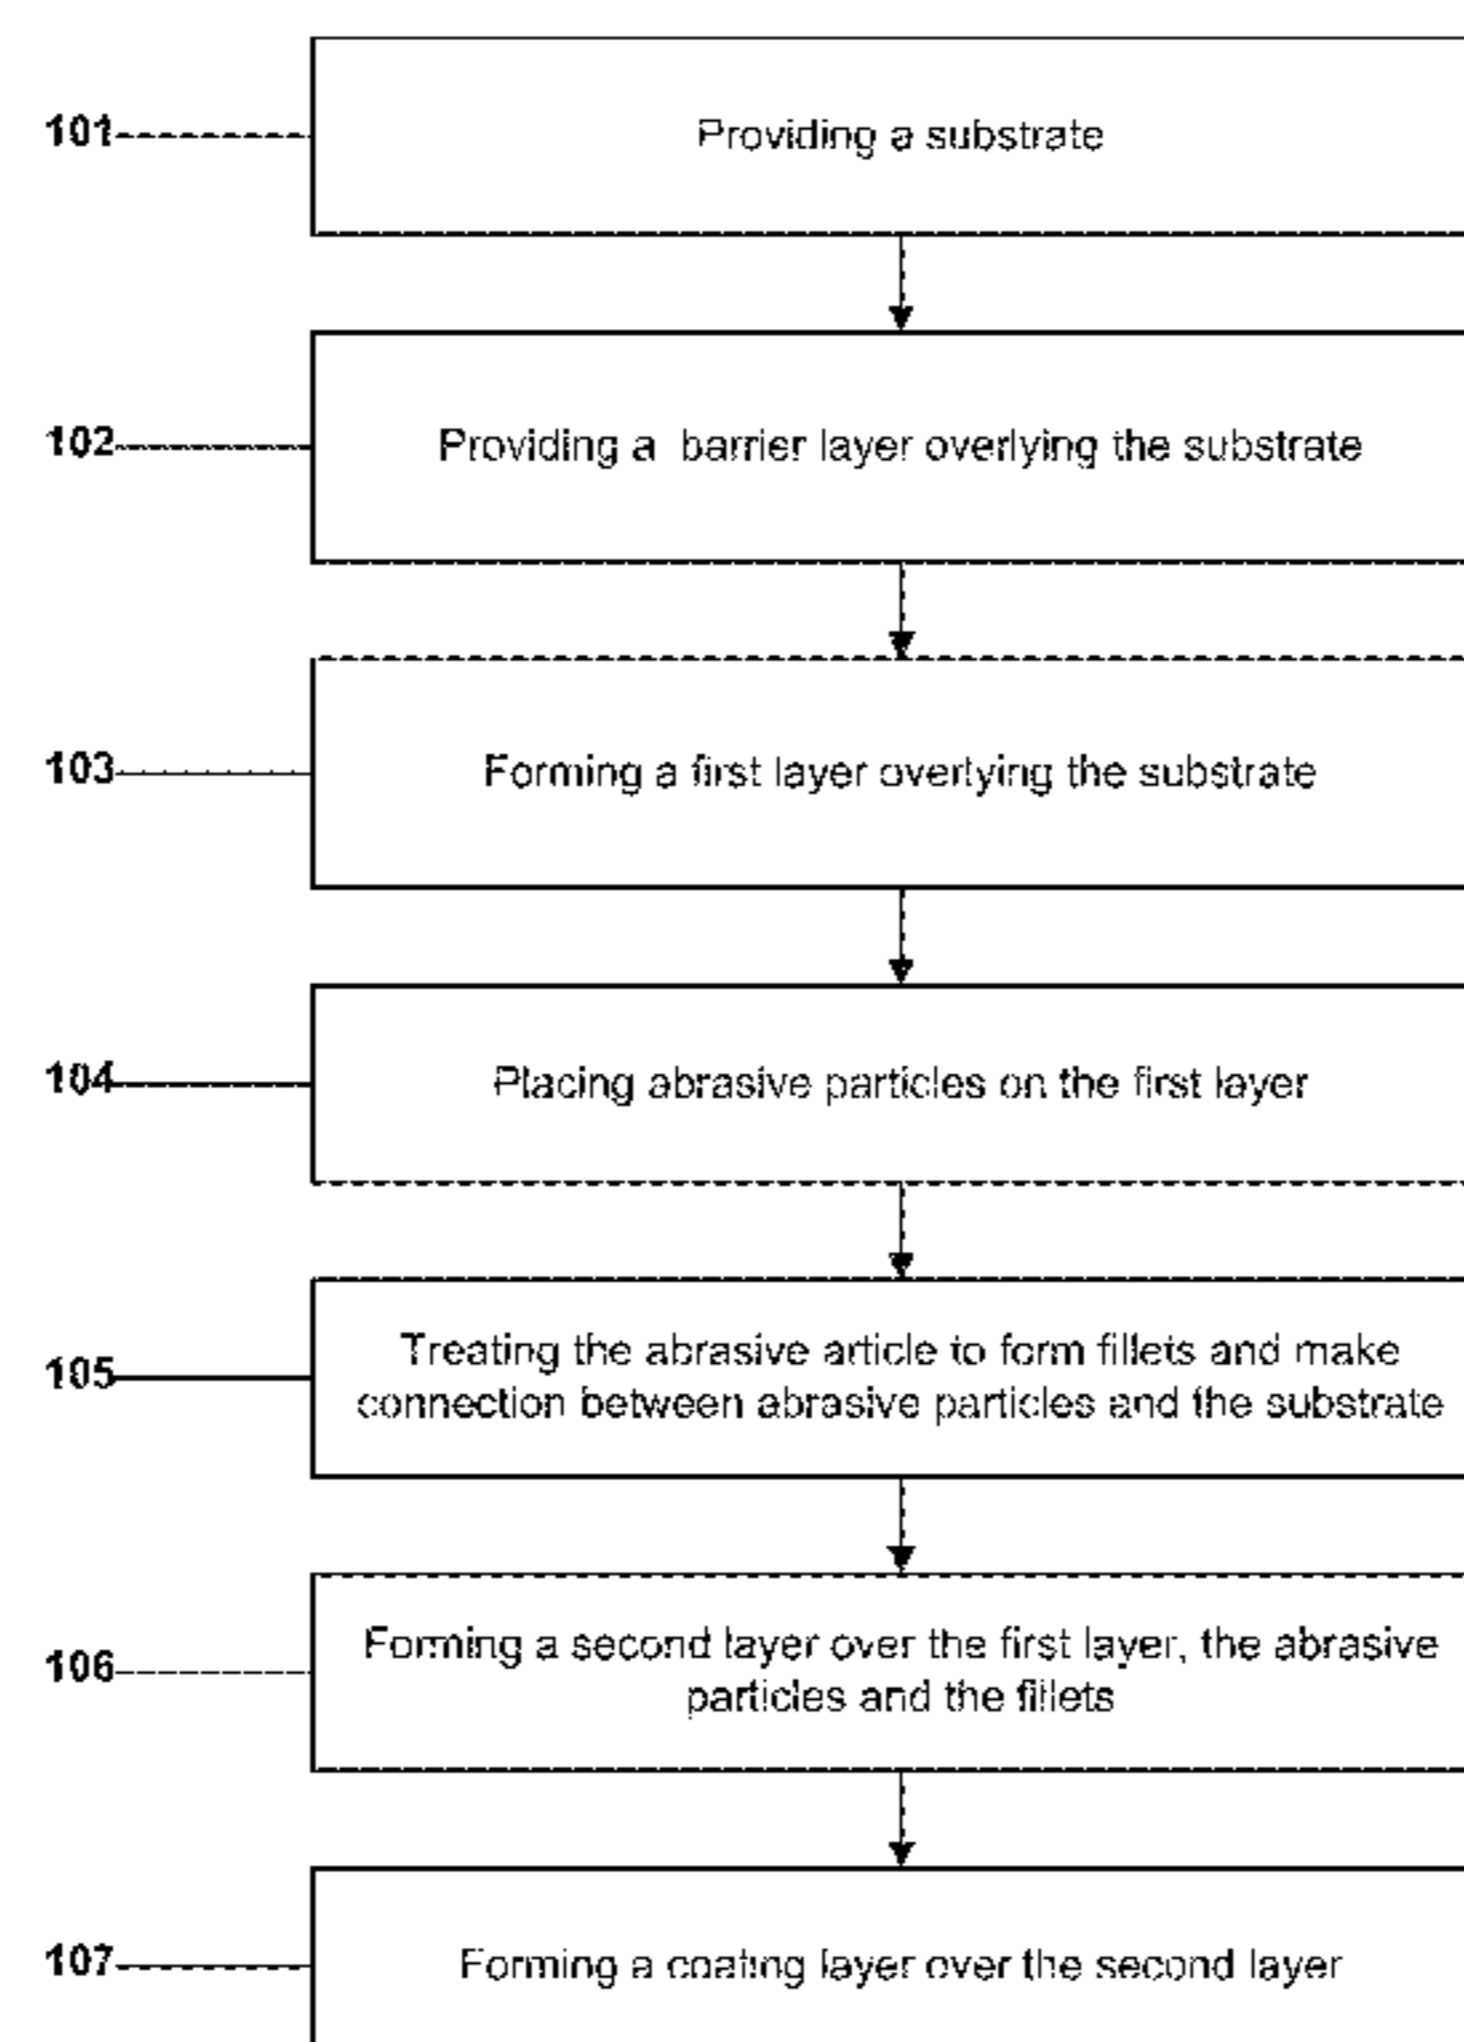 101 Providing a substrate
102 Providing a barrier layer overlying the substrate
103 Forming a first layer overlying the substrate
104 Placing abrasive particles on the first layer
105 Treating the abrasive article to form fillets and make
connection between abrasive particles and the substrate
106 Forming a second layer over the first layer, the abrasive
particles and the fillets
107 Forming a coating layer over the second layer